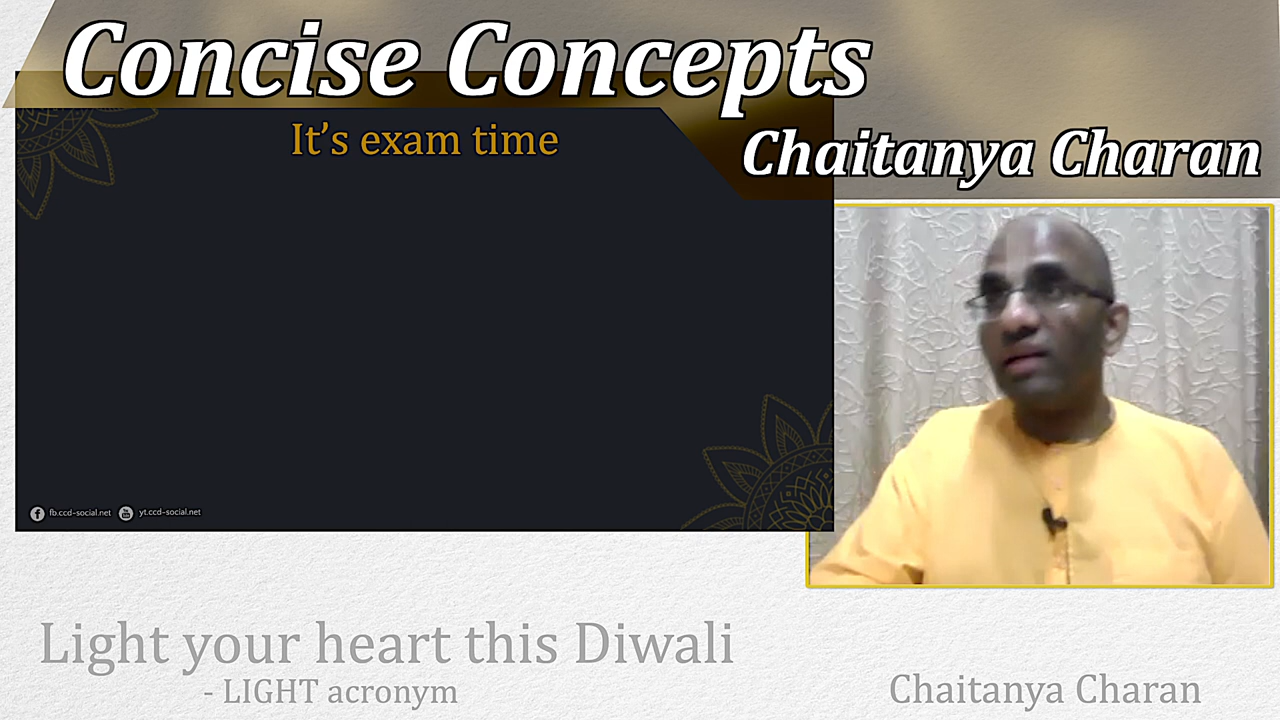 Concise Concepts
It's exam time
Chaitanya Charan
fb.ccd-social.net yt.ccd-social.net
Light your heart this Diwali
- LIGHT acronym
Chaitanya Charan